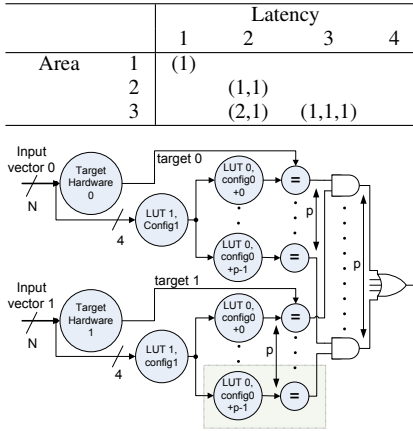 Latency
1 2 3 4
Area 1 (1)
2 (1,1)
3 (2,1) (1,1,1)
Input vector 0
N
Target Hardware 0
target 0
4
LUT 1, Config1
LUT 0, config0 +0
=
p
LUT 0, config0 +p-1
=
p
Input vector 1
N
Target Hardware 1
target 1
4
LUT 1, config1
LUT 0, config0 +0
=
p
LUT 0, config0 +p-1
=